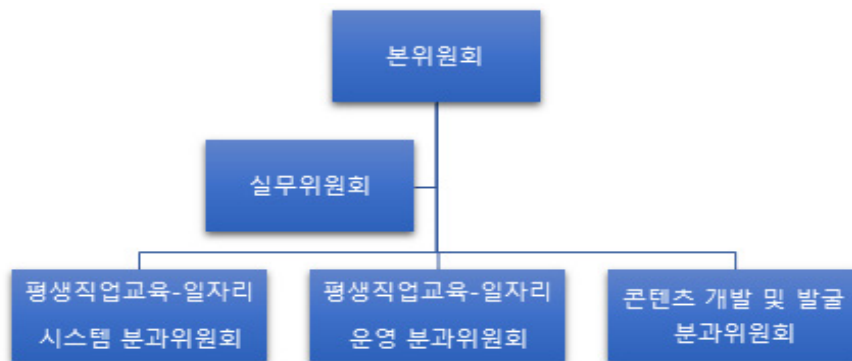 본위원회
실무위원회
평생직업교육-일자리
시스템 분과위원회
평생직업교육-일자리
운영 분과위원회
콘텐츠 개발 및 발굴
분과위원회